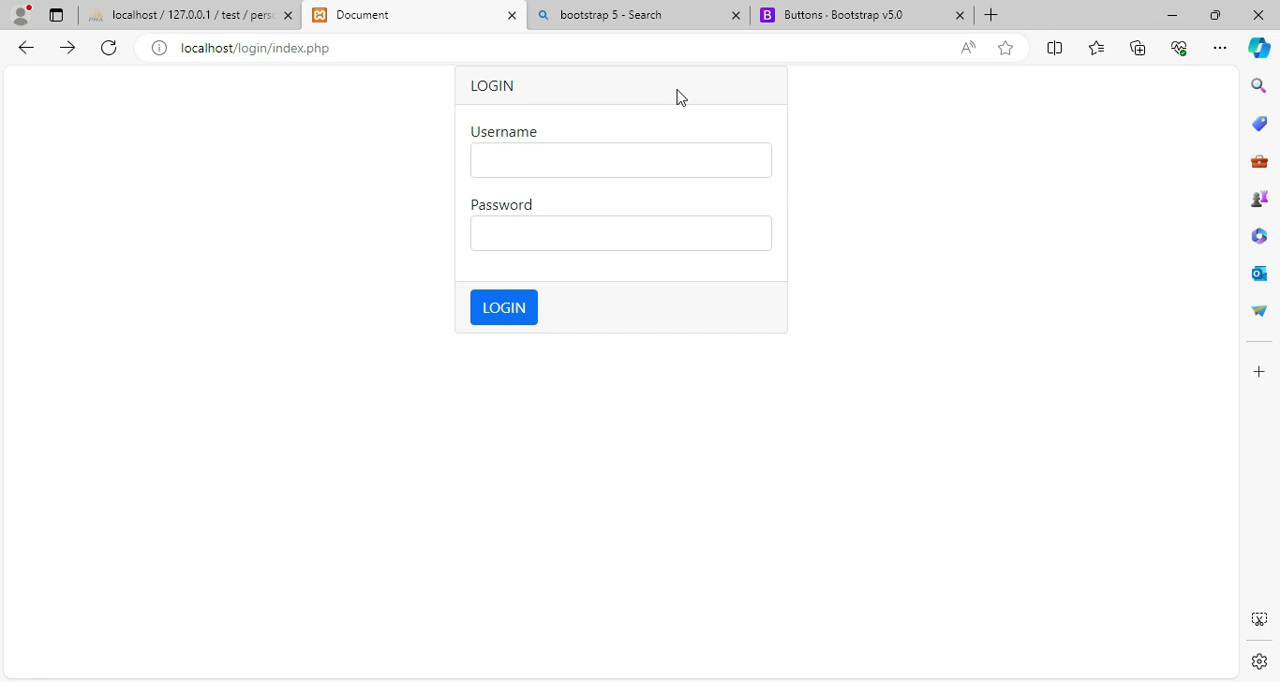 localhost / 127.0.0.1 / test / pers
Document
bootstrap 5 - Search
Buttons · Bootstrap v5.0
localhost/login/index.php
LOGIN
Username
Password
LOGIN